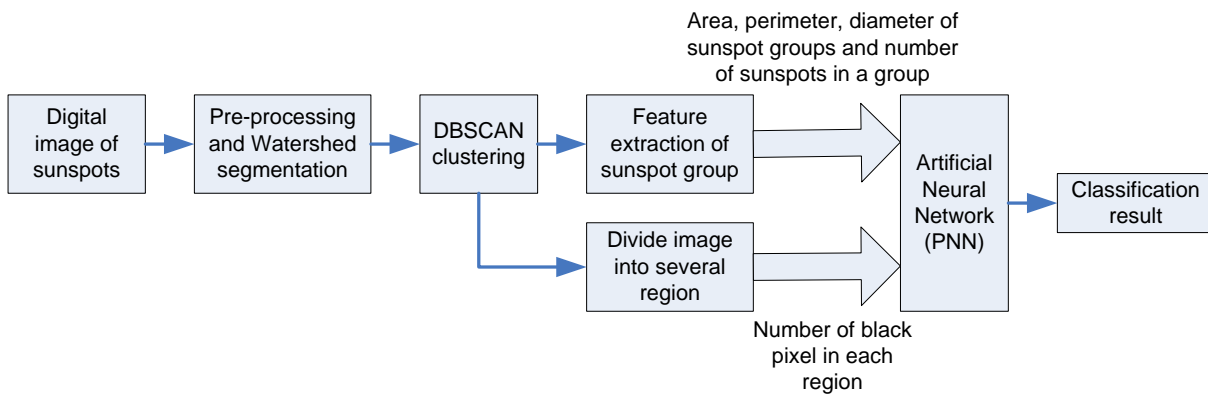 Area, perimeter, diameter of
sunspot groups and number
of sunspots in a group
Digital
image of
sunspots
Pre-processing
and Watershed
segmentation
DBSCAN
clustering
Feature
extraction of
sunspot group
Divide image
into several
region
Number of black
pixel in each
region
Artificial
Neural
Network
(PNN)
Classification
result